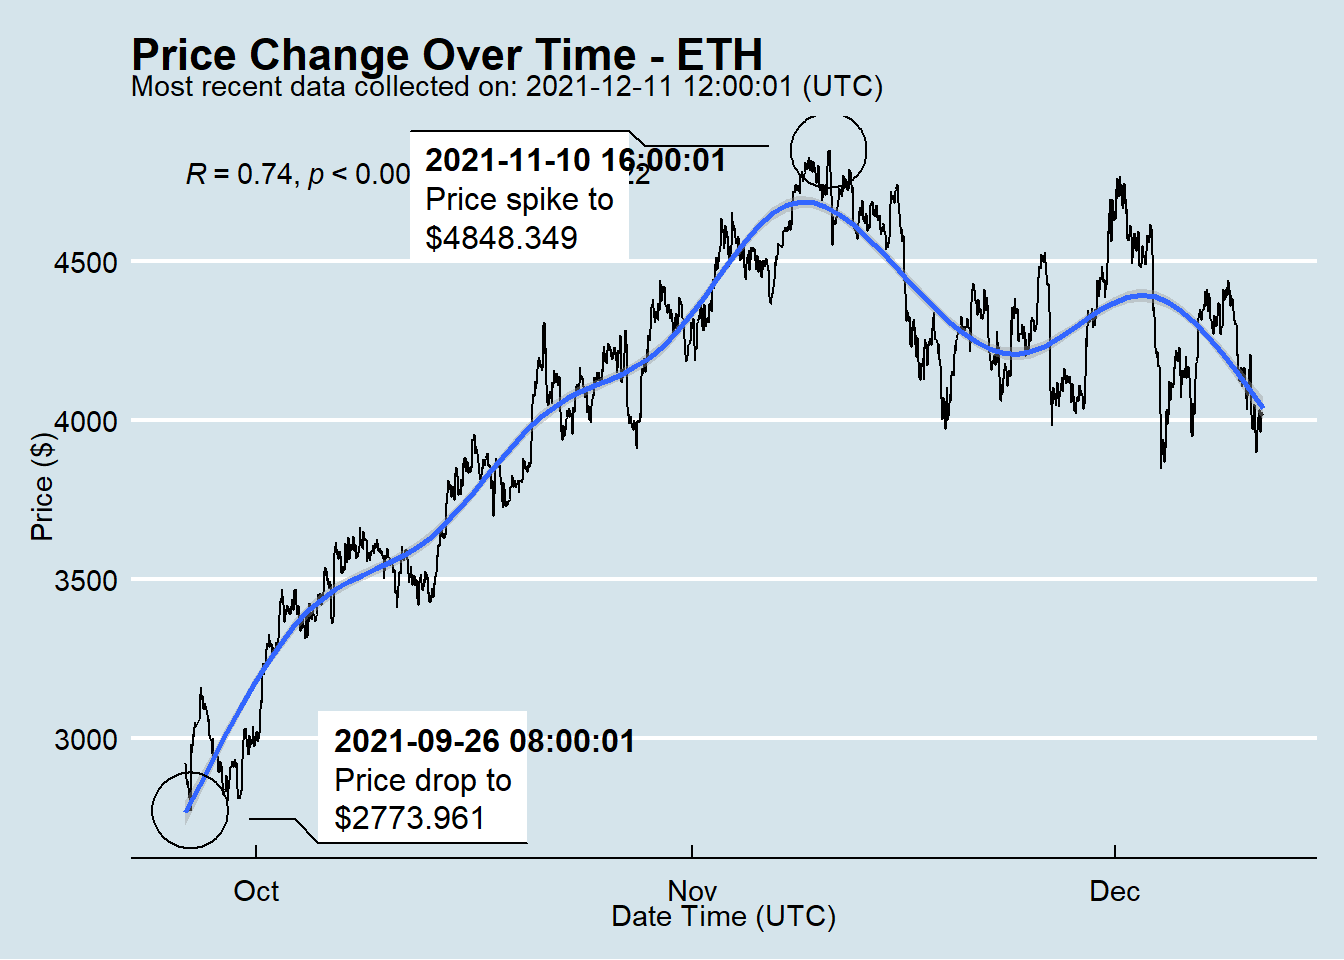 Price Change Over Time - ETH
Most recent data collected on: 2021-12-11 12:00:01 (UTC)
2021-11-10 16:00:01
R = 0.74, p < 0.00
Price spike to
$4848.349
4500
4000
Price ($)
3500
3000
2021-09-26 08:00:01
Price drop to
$2773.961
Oct Nov Dec
Date Time (UTC)